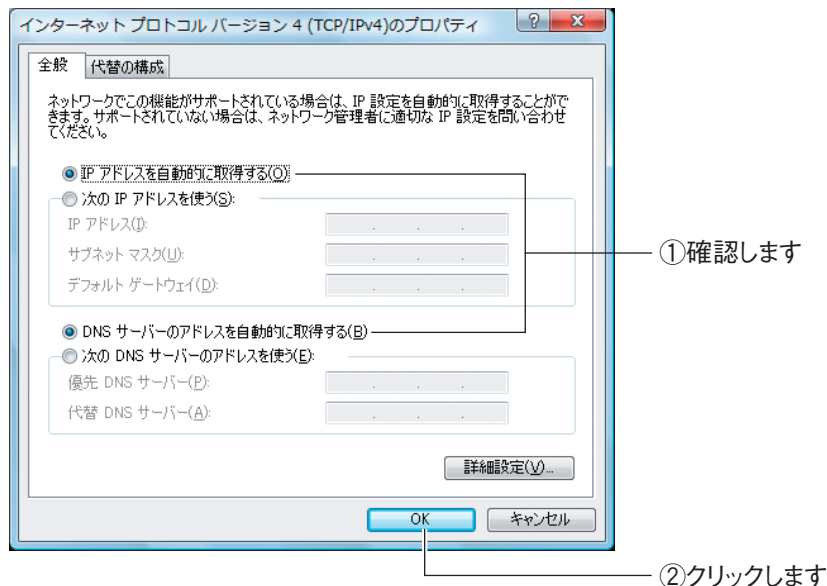 インターネット プロトコル バージョン 4 (TCP/IPv4)のプロパティ
全般
代替の構成
ネットワークでこの機能がサポートされている場合は、IP 設定を自動的に取得することがで
きます。サポートされていない場合は、ネットワーク管理者に適切な IP 設定を問い合わせ
てください。
IP アドレスを自動的に取得する(O)
次の IP アドレスを使う(S):
IP アドレス(I):
サブネット マスク(U):
デフォルト ゲートウェイ(D):
①確認します
DNS サーバーのアドレスを自動的に取得する(B)
次の DNS サーバーのアドレスを使う(E):
優先 DNS サーバー(P):
代替 DNS サーバー(A):
詳細設定(V)...
OK
キャンセル
②クリックします